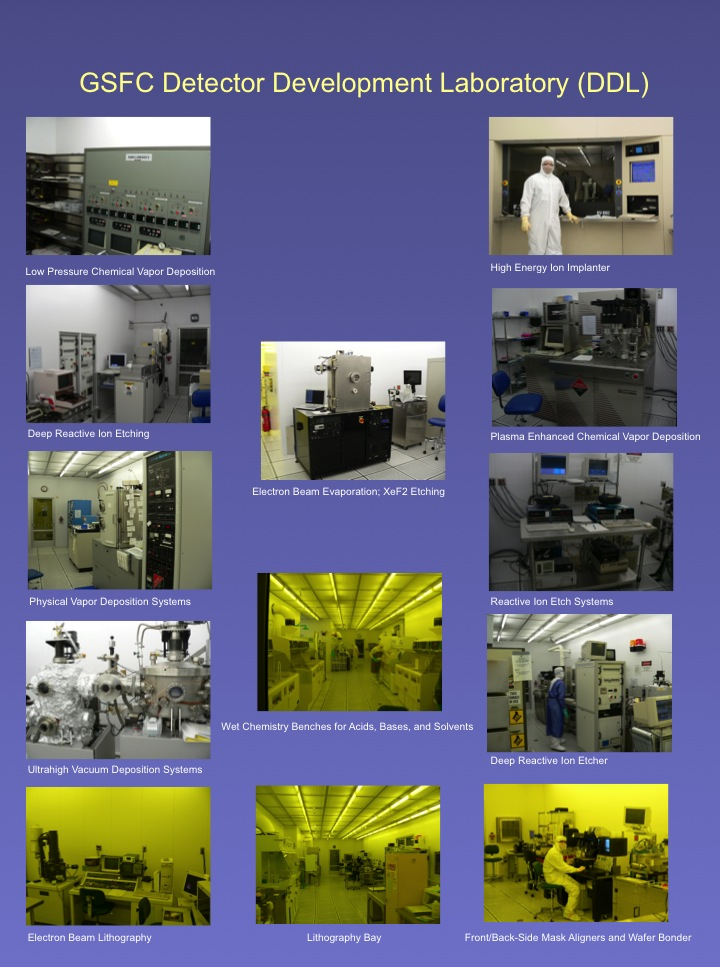 GSFC Detector Development Laboratory (DDL)
Low Pressure Chemical Vapor Deposition
High Energy Ion Implanter
Deep Reactive Ion Etching
Electron Beam Evaporation; XeF2 Etching
Plasma Enhanced Chemical Vapor Deposition
Physical Vapor Deposition Systems
Reactive Ion Etch Systems
Ultrahigh Vacuum Deposition Systems
Wet Chemistry Benches for Acids, Bases, and Solvents
Deep Reactive Ion Etcher
Electron Beam Lithography
Lithography Bay
Front/Back-Side Mask Aligners and Wafer Bonder